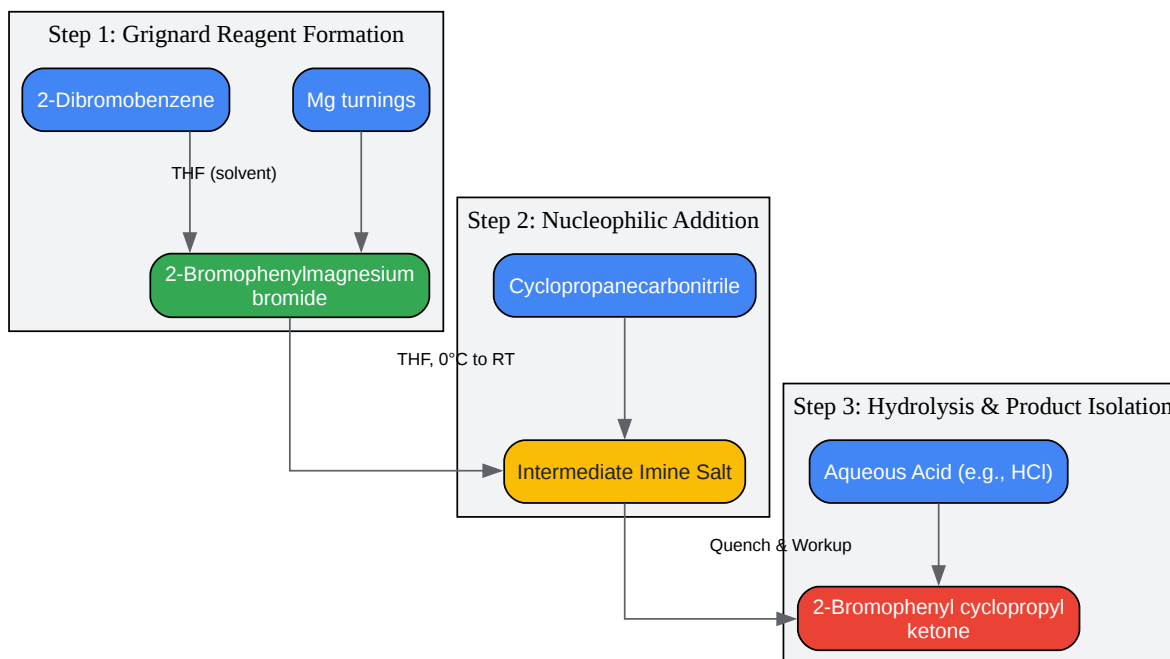 Step 1: Grignard Reagent Formation
2-Dibromobenzene
Mg turnings
THF (solvent)
2-Bromophenylmagnesium
bromide
Step 2: Nucleophilic Addition
Cyclopropanecarbonitrile
THF, 0°C to RT
Intermediate Imine Salt
Step 3: Hydrolysis & Product Isolation
Aqueous Acid (e.g., HCl)
Quench & Workup
2-Bromophenyl cyclopropyl
ketone